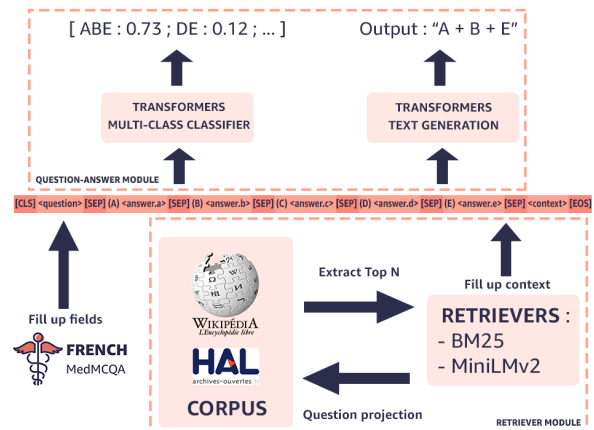 [ ABE : 0.73 ; DE : 0.12 ; ... ]
Output : “A + B + E”
TRANSFORMERS
MULTI-CLASS CLASSIFIER
TRANSFORMERS
TEXT GENERATION
QUESTION-ANSWER MODULE
[CLS] <question> [SEP] (A) <answer.a> [SEP] (B) <answer.b> [SEP] (C) <answer.c> [SEP] (D) <answer.d> [SEP] (E) <answer.e> [SEP] <context> [EOS]
Fill up fields
FRENCH
MedMCQA
WIKIPÉDIA
L'Encyclopédie libre
HAL
archives-ouvertes.fr
CORPUS
Extract Top N
Question projection
Fill up context
RETRIEVERS :
- BM25
- MiniLMv2
RETRIEVER MODULE